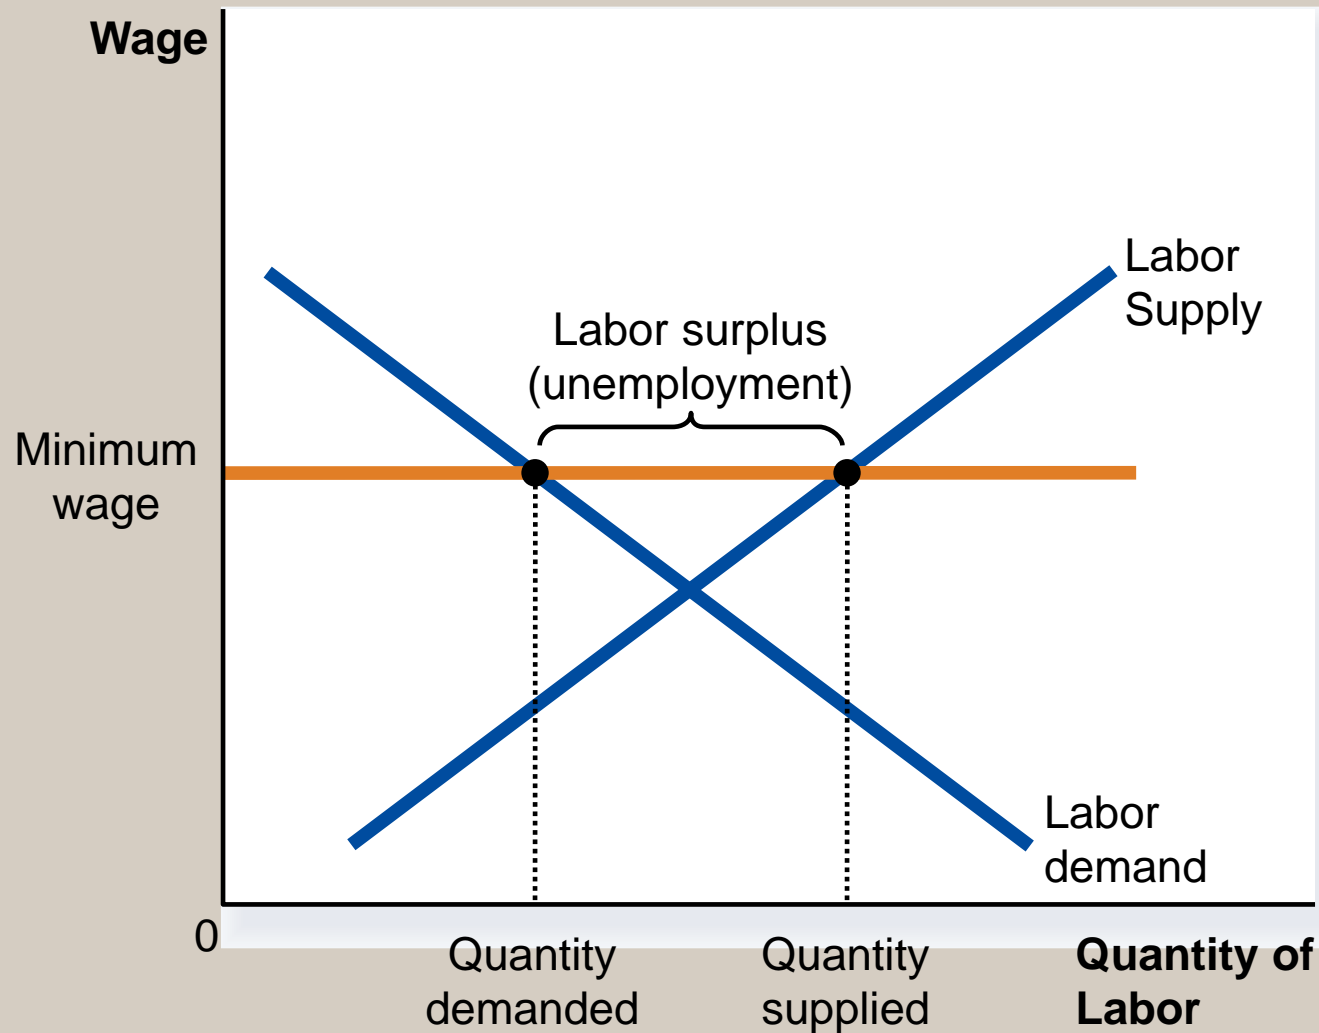 Wage
Labor
Supply
Labor surplus
(unemployment)
Minimum
wage
Labor
demand
0
Quantity
demanded
Quantity
supplied
Quantity of
Labor